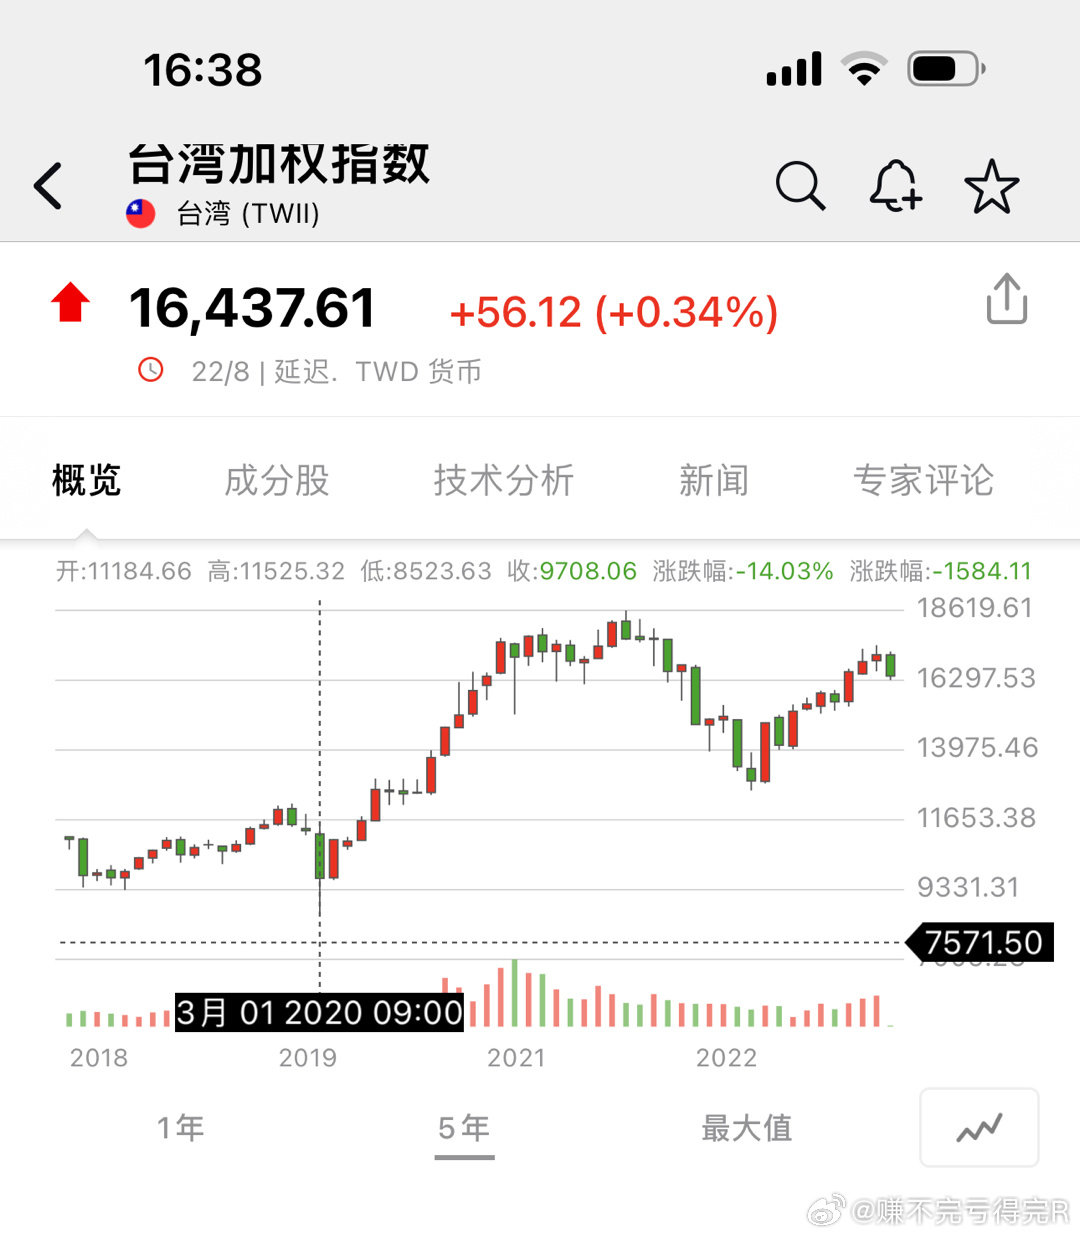 16:38
台湾加权指数
台湾 (TWII)
16,437.61 +56.12 (+0.34%)
22/8 | 延迟. TWD 货币
概览 成分股 技术分析 新闻 专家评论
开:11184.66 高:11525.32 低:8523.63 收:9708.06 涨跌幅:-14.03% 涨跌幅:-1584.11
18619.61
16297.53
13975.46
11653.38
9331.31
7571.50
3月 01 2020 09:00
2018 2019 2021 2022
1年 5年 最大值
@赚不完亏得完R